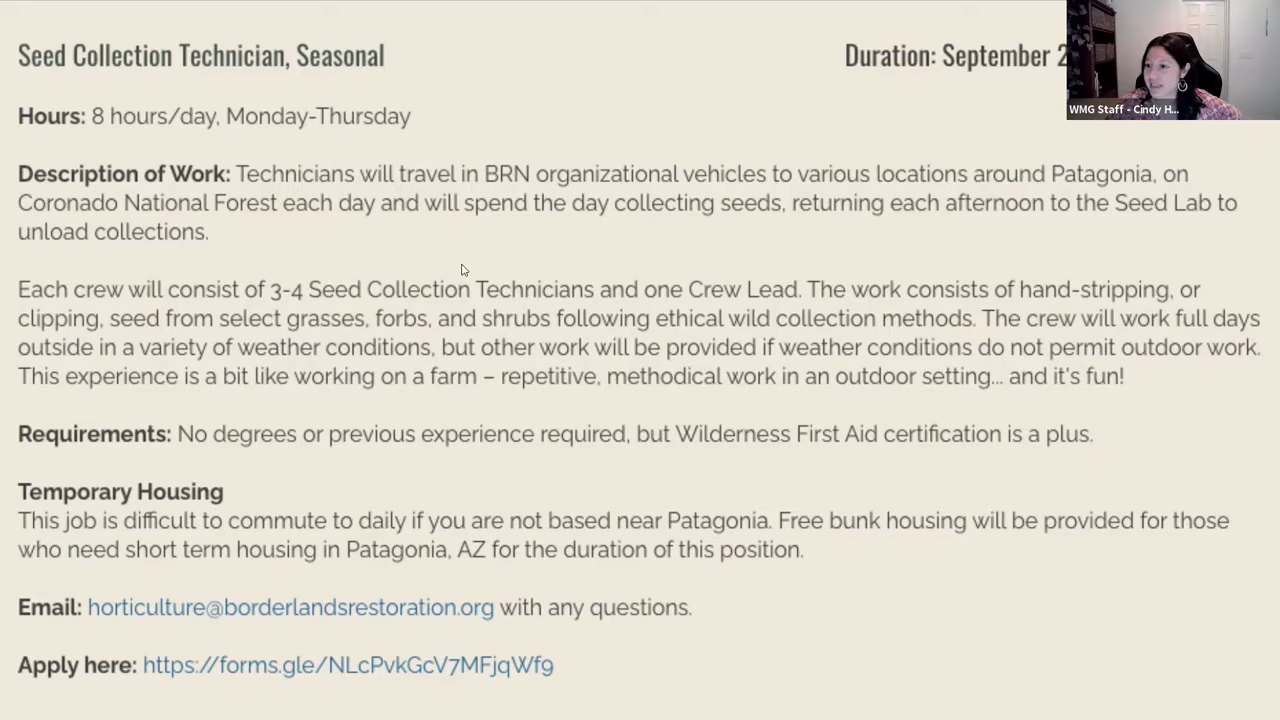 Seed Collection Technician, Seasonal
Duration: September 2
WMG Staff - Cindy H...
Hours: 8 hours/day, Monday-Thursday
Description of Work: Technicians will travel in BRN organizational vehicles to various locations around Patagonia, on
Coronado National Forest each day and will spend the day collecting seeds, returning each afternoon to the Seed Lab to
unload collections.
Each crew will consist of 3-4 Seed Collection Technicians and one Crew Lead. The work consists of hand-stripping, or
clipping, seed from select grasses, forbs, and shrubs following ethical wild collection methods. The crew will work full days
outside in a variety of weather conditions, but other work will be provided if weather conditions do not permit outdoor work.
This experience is a bit like working on a farm – repetitive, methodical work in an outdoor setting... and it's fun!
Requirements: No degrees or previous experience required, but Wilderness First Aid certification is a plus.
Temporary Housing
This job is difficult to commute to daily if you are not based near Patagonia. Free bunk housing will be provided for those
who need short term housing in Patagonia, AZ for the duration of this position.
Email: horticulture@borderlandsrestoration.org with any questions.
Apply here: https://forms.gle/NLcPvkGcV7MFjqWf9